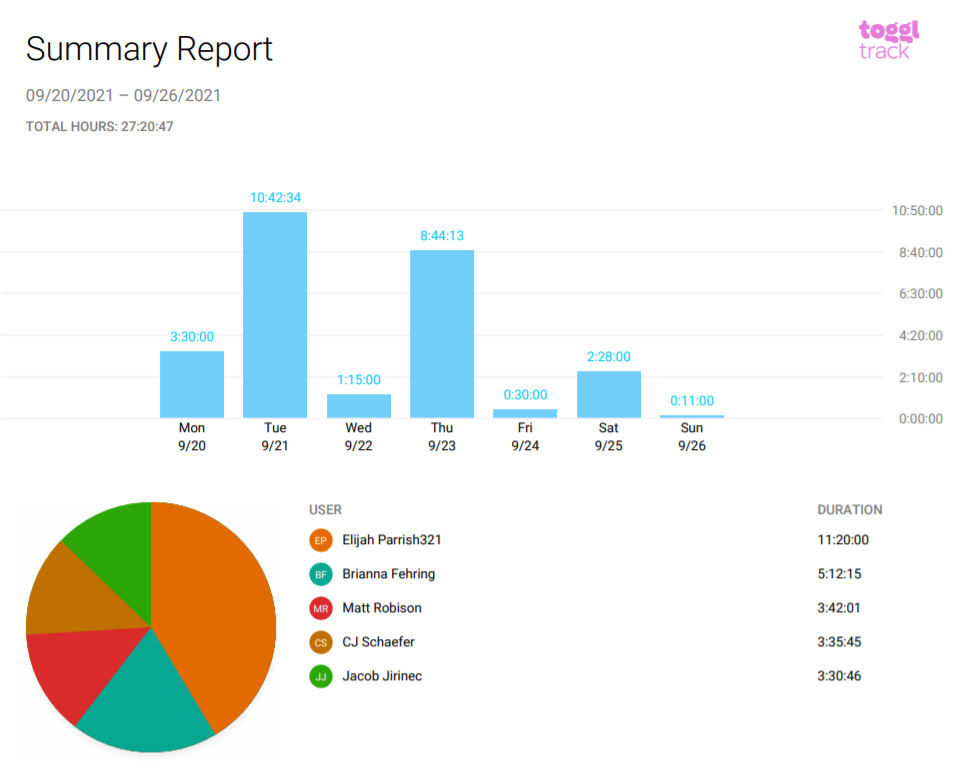 Summary Report
toggl
track
09/20/2021 – 09/26/2021
TOTAL HOURS: 27:20:47
10:42:34
10:50:00
8:44:13
8:40:00
6:30:00
3:30:00
4:20:00
2:28:00
1:15:00
2:10:00
0:30:00
0:11:00
0:00:00
Mon Tue Wed Thu Fri Sat Sun
9/20 9/21 9/22 9/23 9/24 9/25 9/26
USER DURATION
EP Elijah Parrish321 11:20:00
BF Brianna Fehring 5:12:15
MR Matt Robison 3:42:01
CS CJ Schaefer 3:35:45
JJ Jacob Jirinec 3:30:46